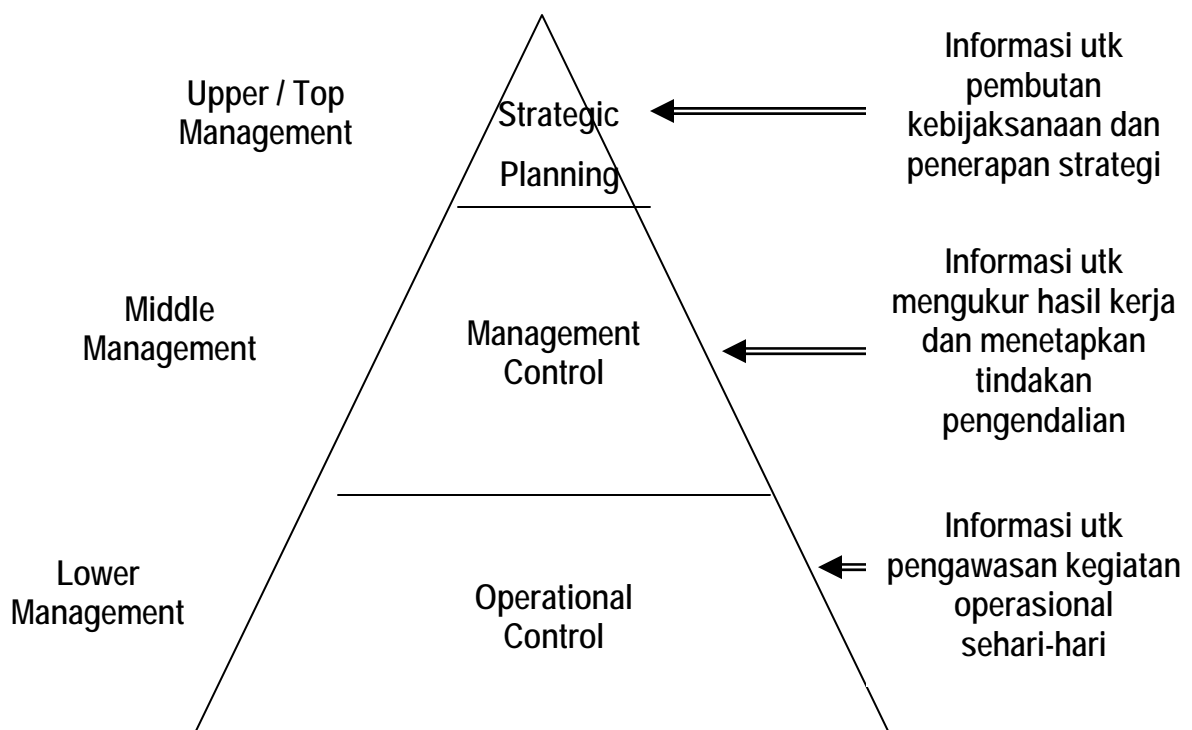 Upper / Top
Management
Strategic
Planning
Informasi utk
pembutan
kebijaksanaan dan
penerapan strategi
Middle
Management
Management
Control
Informasi utk
mengukur hasil kerja
dan menetapkan
tindakan
pengendalian
Lower
Management
Operational
Control
Informasi utk
pengawasan kegiatan
operasional
sehari-hari